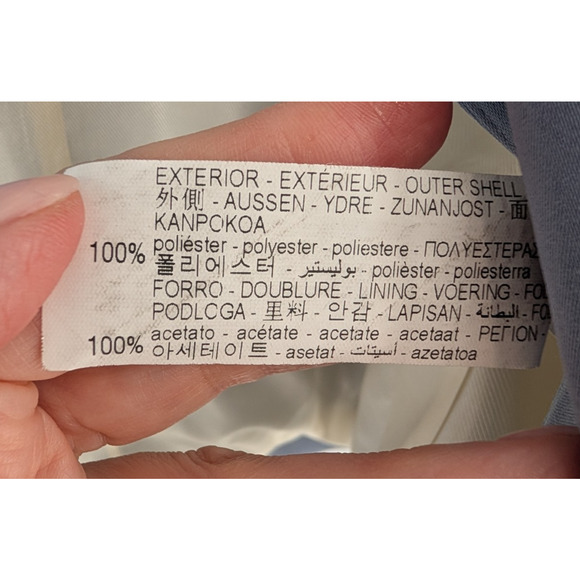 EXTERIOR - EXTÉRIEUR - OUTER SHELL
外側 - AUSSEN - YDRE - ZUNANJOST - 面
KANPOKOA
100% poliéster - polyester - poliestere - ΠΟΛΥΕΣΤΕΡΑΣ
폴리에스터 - بوليستير - polièster - poliesterra
FORRO - DOUBLURE - LINING - VOERING - FO
PODLOGA - 里料 - 안감 - LAPISAN - البطانة - FO
100% acetato - acétate - acetate - acetaat - ΡΕΓΙΟΝ -
아세테이트 - asetat - أسيتات - azetatoa